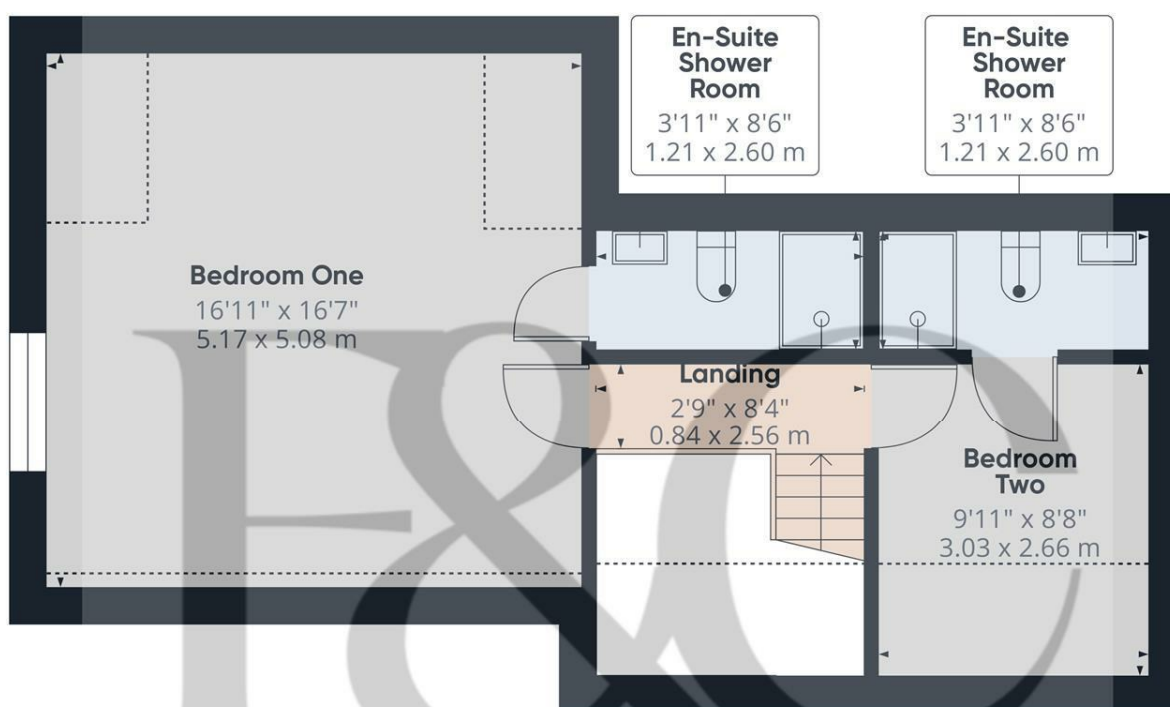 En-Suite
Shower
Room
3'11" x 8'6"
1.21 x 2.60 m
En-Suite
Shower
Room
3'11" x 8'6"
1.21 x 2.60 m
Bedroom One
16'11" x 16'7"
5.17 x 5.08 m
Landing
2'9" x 8'4"
0.84 x 2.56 m
Bedroom
Two
9'11" x 8'8"
3.03 x 2.66 m
F&C